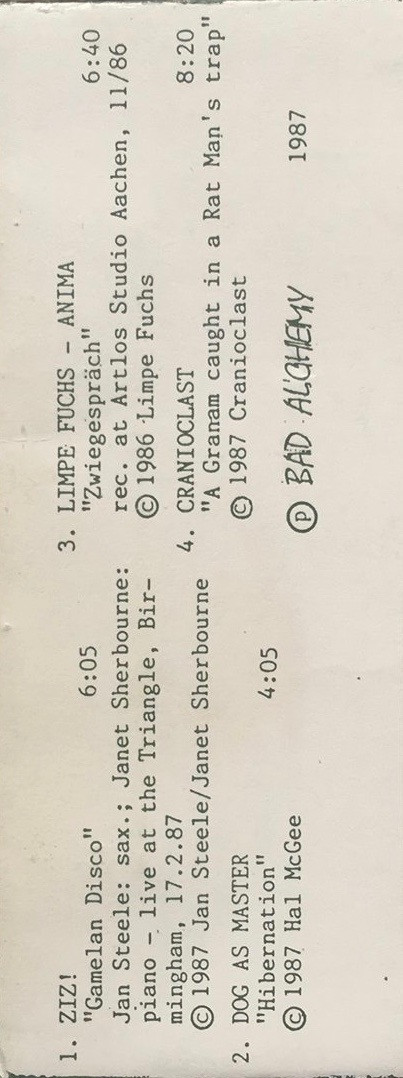 1. ZIZ!
"Gamelan Disco" 6:05
Jan Steele: sax.; Janet Sherbourne:
piano - live at the Triangle, Bir-
mingham, 17.2.87
© 1987 Jan Steele/Janet Sherbourne
2. DOG AS MASTER
"Hibernation" 4:05
© 1987 Hal McGee
3. LIMPE FUCHS - ANIMA
"Zwiegespräch" 6:40
rec. at Artlos Studio Aachen, 11/86
© 1986 Limpe Fuchs
4. CRANIOCLAST 8:20
"A Granam caught in a Rat Man's trap"
© 1987 Cranioclast
℗ BAD ALCHEMY 1987